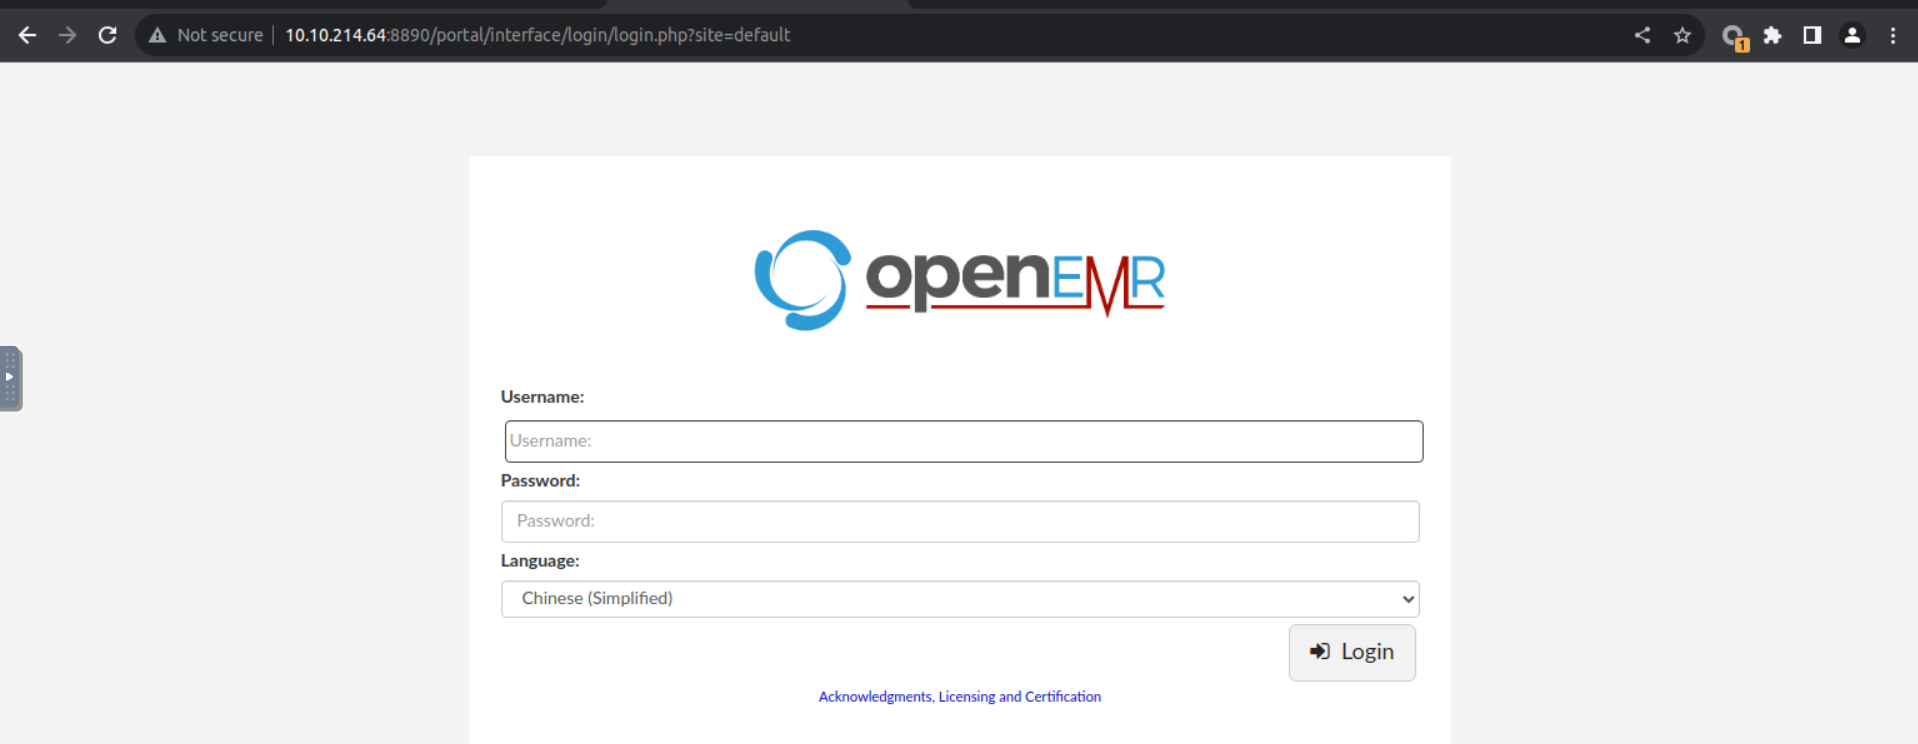 Not secure | 10.10.214.64:8890/portal/interface/login/login.php?site=default
1
openEMR
Username:
Username:
Password:
Password:
Language:
Chinese (Simplified)
Login
Acknowledgments, Licensing and Certification